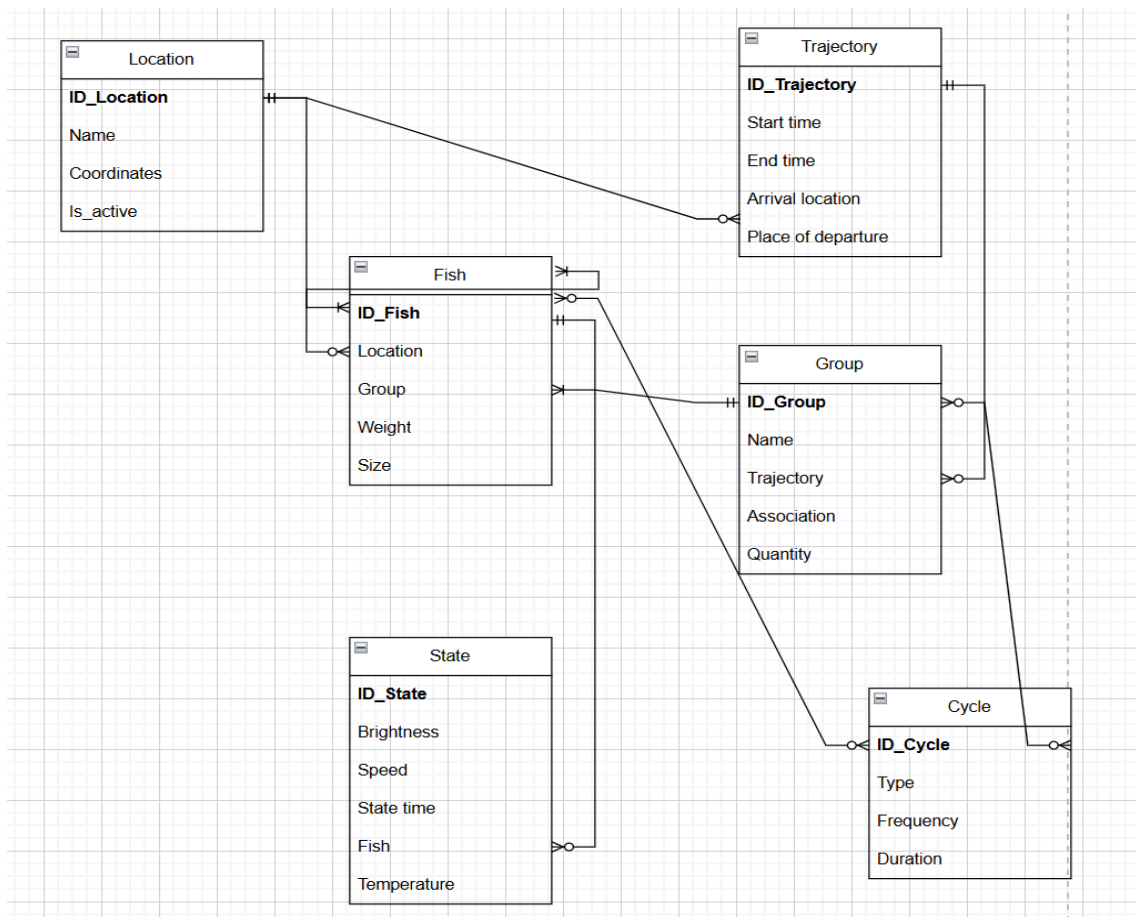 Location
ID_Location
Name
Coordinates
Is_active
Trajectory
ID_Trajectory
Start time
End time
Arrival location
Place of departure
Fish
ID_Fish
Location
Group
Weight
Size
Group
ID_Group
Name
Trajectory
Association
Quantity
State
ID_State
Brightness
Speed
State time
Fish
Temperature
Cycle
ID_Cycle
Type
Frequency
Duration